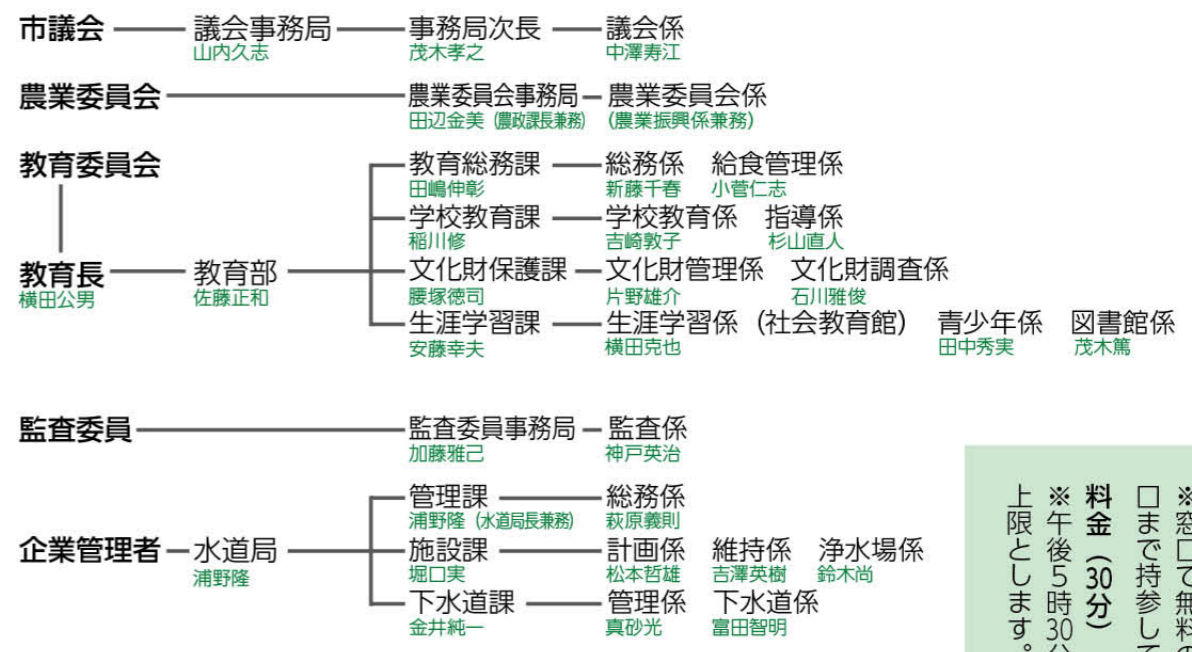 市議会 議会事務局 事務局次長 議会係
山内久志 茂木孝之 中澤寿江
農業委員会 農業委員会事務局 農業委員会係
田辺金美(農政課長兼務) (農業振興係兼務)
教育委員会 教育総務課 総務係 給食管理係
田嶋伸彰 新藤千春 小菅仁志
学校教育課 学校教育係 指導係
稲川修 吉崎敦子 杉山直人
教育長 教育部 文化財保護課 文化財管理係 文化財調査係
横田公男 佐藤正和 腰塚徳司 片野雄介 石川雅俊
生涯学習課 生涯学習係(社会教育館) 青少年係 図書館係
安藤幸夫 横田克也 田中秀実 茂木篤
監査委員 監査委員事務局 監査係
加藤雅己 神戸英治
管理課 総務係
浦野隆(水道局長兼務) 萩原義則
企業管理者 水道局 施設課 計画係 維持係 浄水場係
浦野隆 堀口実 松本哲雄 吉澤英樹 鈴木尚
下水道課 管理係 下水道係
金井純一 真砂光 富田智明
※窓口で無料の
口まで持参して
料金(30分)
※午後5時30分
上限とします。